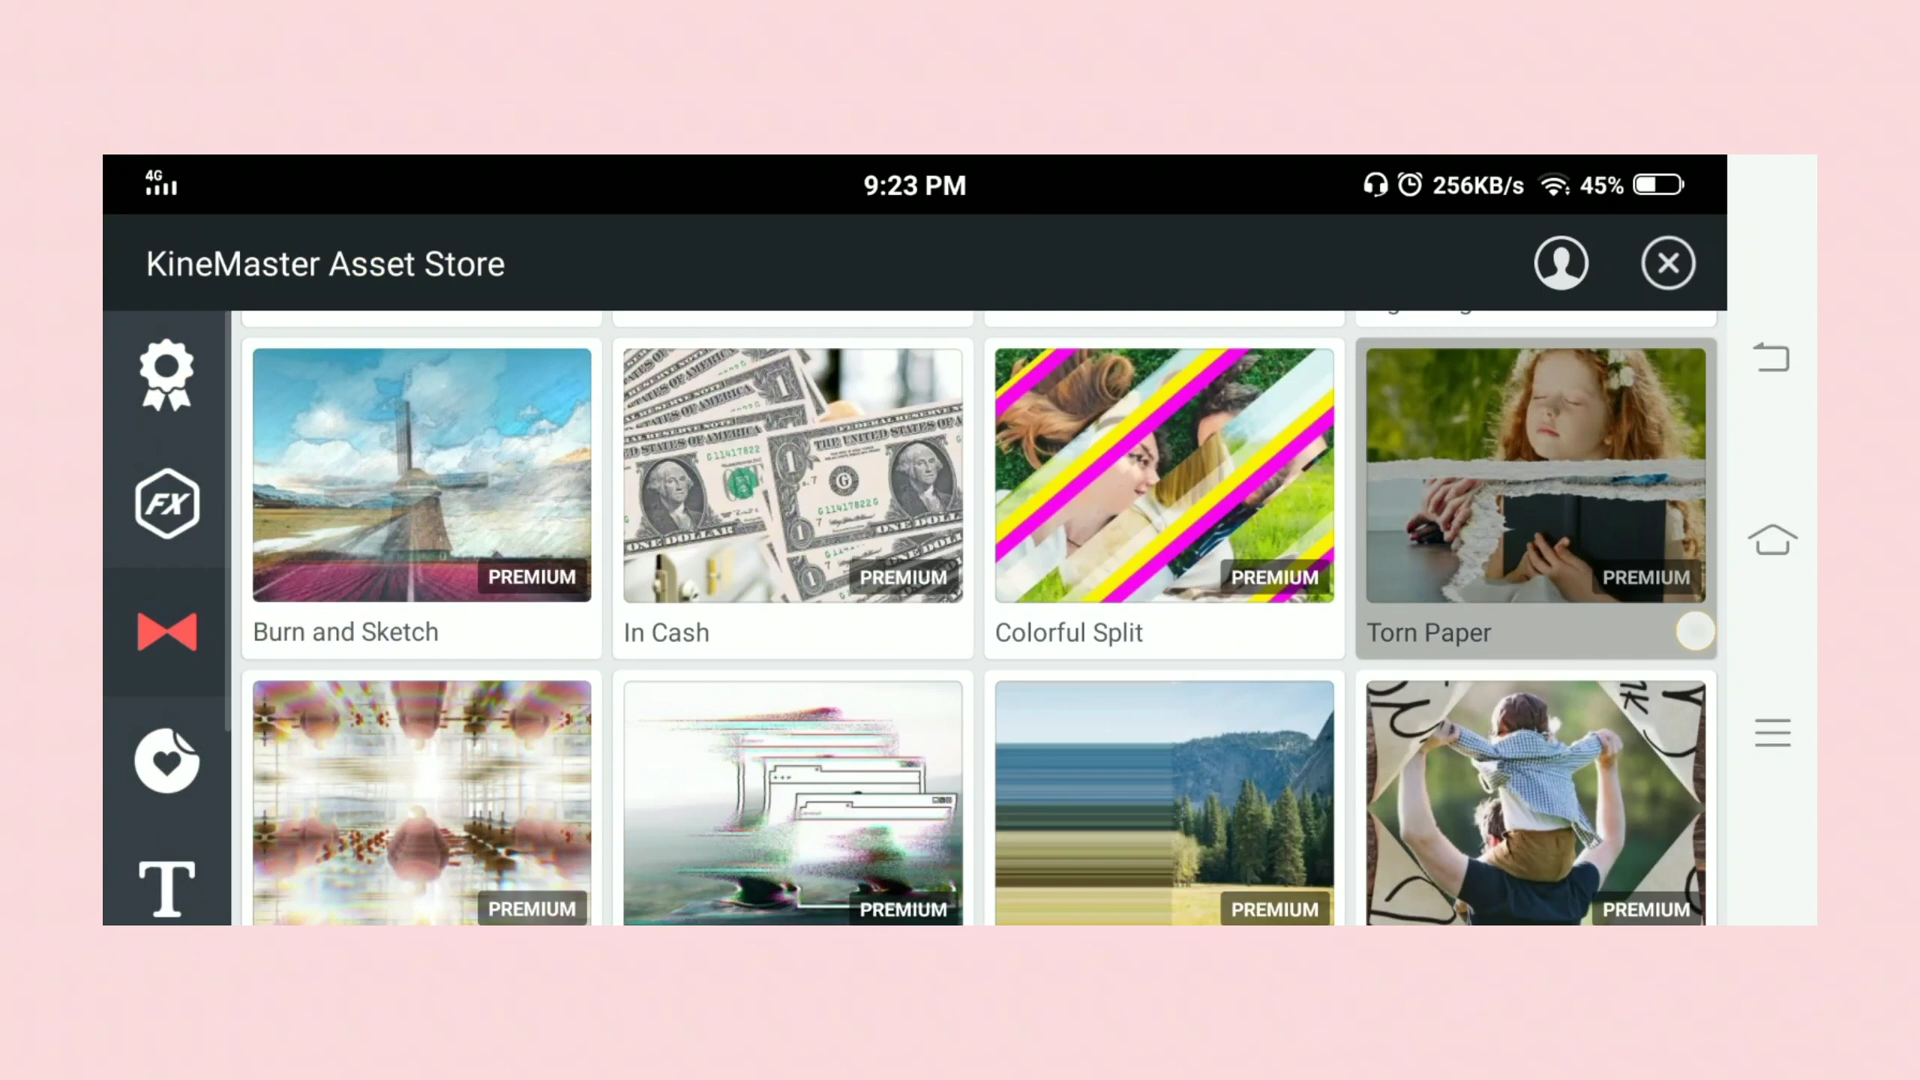 4G
9:23 PM
256KB/s
45%
KineMaster Asset Store
FX
PREMIUM
PREMIUM
PREMIUM
PREMIUM
Burn and Sketch
In Cash
Colorful Split
Torn Paper
PREMIUM
PREMIUM
PREMIUM
PREMIUM
T